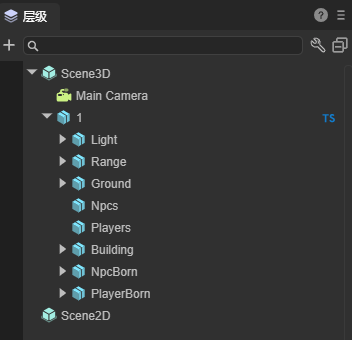 层级
Scene3D
Main Camera
1 TS
Light
Range
Ground
Npcs
Players
Building
NpcBorn
PlayerBorn
Scene2D